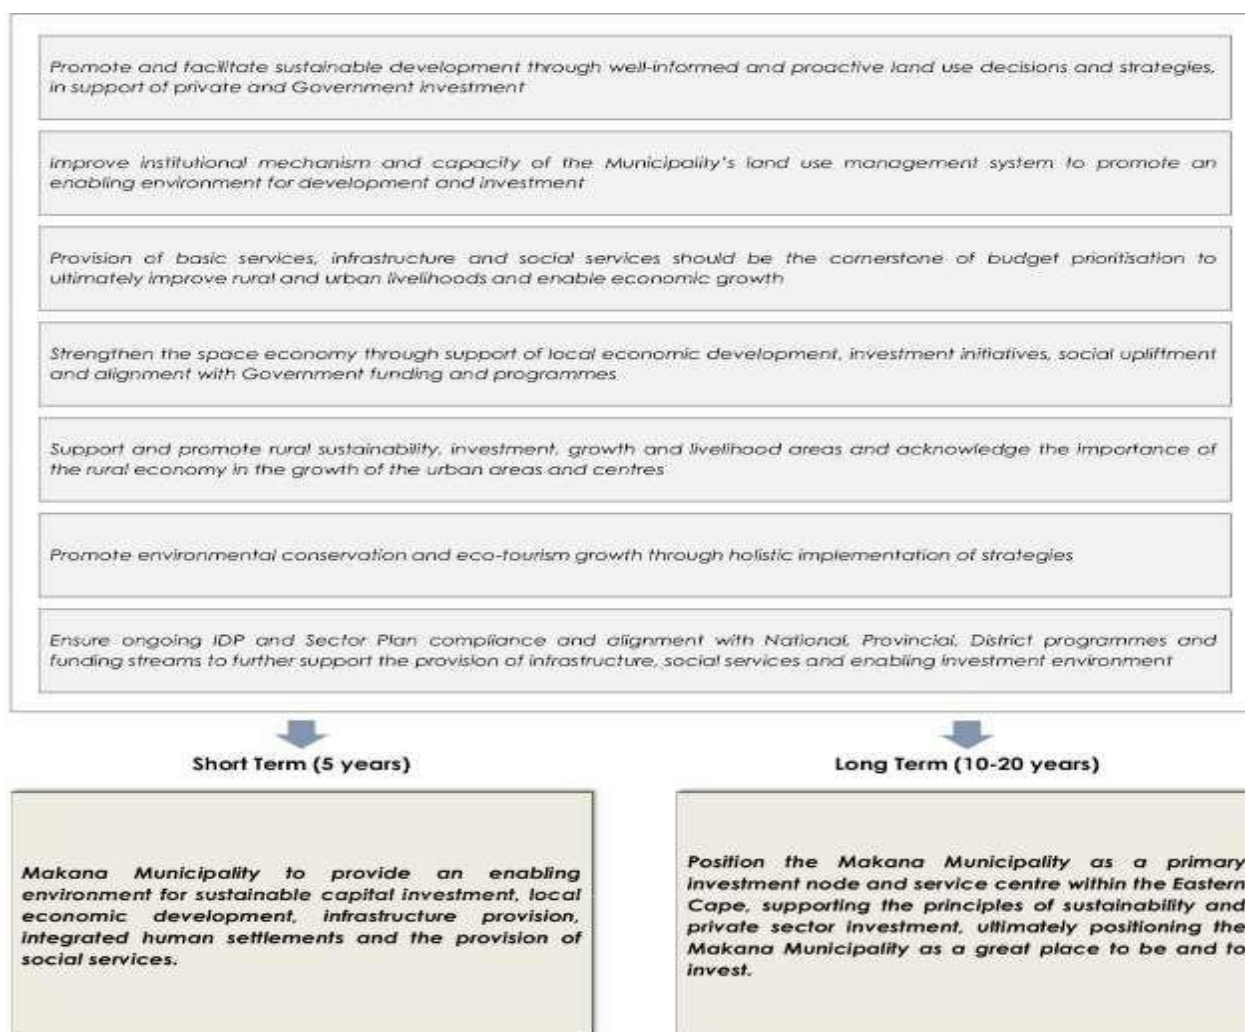 Promote and facilitate sustainable development through well-informed and proactive land use decisions and strategies,
in support of private and Government investment
Improve institutional mechanism and capacity of the Municipality's land use management system to promote an
enabling environment for development and investment
Provision of basic services, infrastructure and social services should be the cornerstone of budget prioritisation to
ultimately improve rural and urban livelihoods and enable economic growth
Strengthen the space economy through support of local economic development, investment initiatives, social upliftment
and alignment with Government funding and programmes
Support and promote rural sustainability, investment, growth and livelihood areas and acknowledge the importance of
the rural economy in the growth of the urban areas and centres
Promote environmental conservation and eco-tourism growth through holistic implementation of strategies
Ensure ongoing IDP and Sector Plan compliance and alignment with National, Provincial, District programmes and
funding streams to further support the provision of infrastructure, social services and enabling investment environment
Short Term (5 years)
Makana Municipality to provide an enabling
environment for sustainable capital investment, local
economic development, infrastructure provision,
integrated human settlements and the provision of
social services.
Long Term (10-20 years)
Position the Makana Municipality as a primary
investment node and service centre within the Eastern
Cape, supporting the principles of sustainability and
private sector investment, ultimately positioning the
Makana Municipality as a great place to be and to
invest.